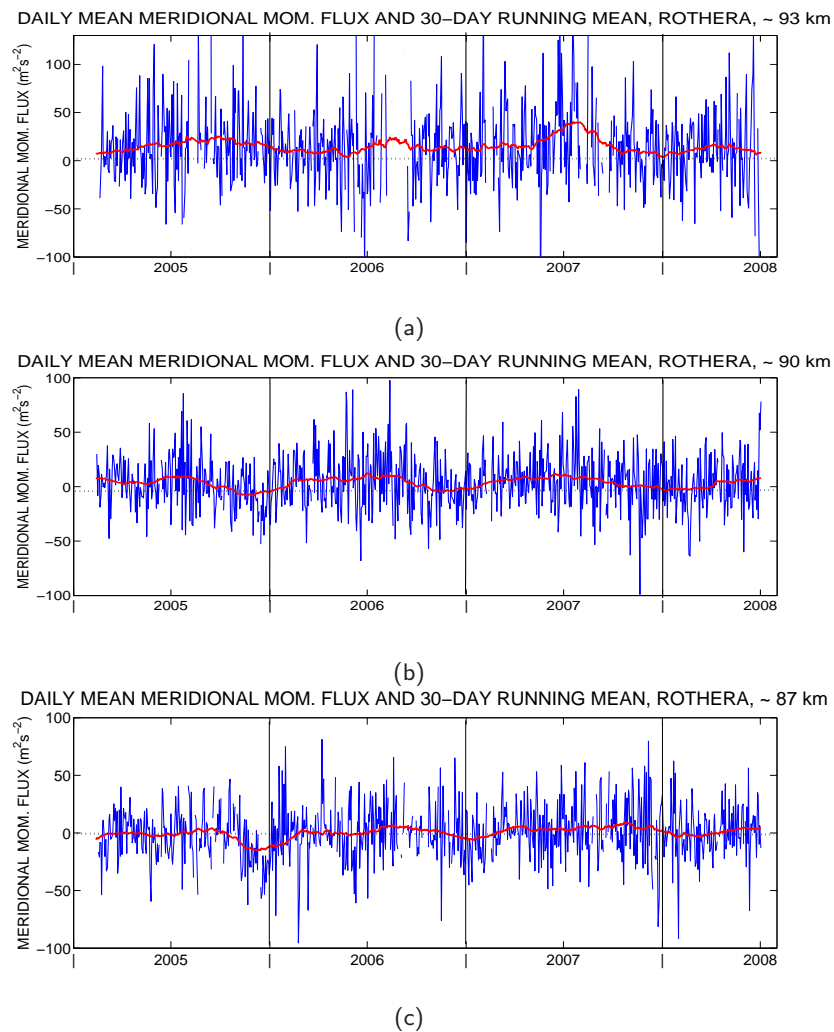 DAILY MEAN MERIDIONAL MOM. FLUX AND 30−DAY RUNNING MEAN, ROTHERA, ~ 93 km
MERIDIONAL MOM. FLUX (m²s⁻²)
100
50
0
−50
−100
| 2005 | 2006 | 2007 | 2008
(a)
DAILY MEAN MERIDIONAL MOM. FLUX AND 30−DAY RUNNING MEAN, ROTHERA, ~ 90 km
MERIDIONAL MOM. FLUX (m²s⁻²)
100
50
0
−50
−100
| 2005 | 2006 | 2007 | 2008
(b)
DAILY MEAN MERIDIONAL MOM. FLUX AND 30−DAY RUNNING MEAN, ROTHERA, ~ 87 km
MERIDIONAL MOM. FLUX (m²s⁻²)
100
50
0
−50
−100
| 2005 | 2006 | 2007 | 2008
(c)